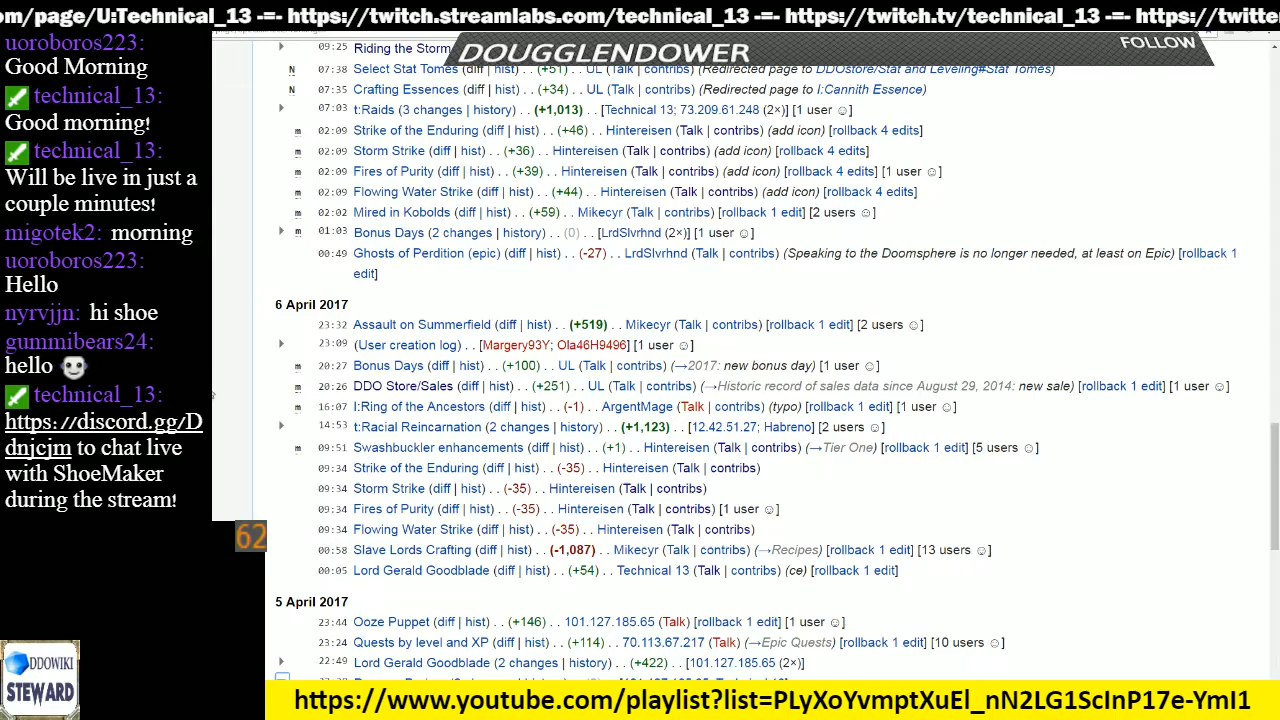 om/page/U:Technical_13 -=- https://twitch.streamlabs.com/technical_13 -=- https://twitch.tv/technical_13 -=- https://twitte
uoroboros223:
Good Morning
technical_13:
Good morning!
technical_13:
Will be live in just a
couple minutes!
migotek2: morning
uoroboros223:
Hello
nyrvjjn: hi shoe
gummibears24:
hello
technical_13:
https://discord.gg/D
dnjcjm to chat live
with ShoeMaker
during the stream!
62
DDOWIKI
STEWARD
DOUGGLENDOWER
FOLLOW
09:25 Riding the Storm
N 07:38 Select Stat Tomes (diff | hist) . . (+51) . . UL (Talk | contribs) (Redirected page to DDOstore/Stat and Leveling#Stat Tomes)
N 07:35 Crafting Essences (diff | hist) . . (+34) . . UL (Talk | contribs) (Redirected page to I:Cannith Essence)
07:03 t:Raids (3 changes | history) . . (+1,013) . . [Technical 13; 73.209.61.248 (2×)] [1 user ☺]
m 02:09 Strike of the Enduring (diff | hist) . . (+46) . . Hintereisen (Talk | contribs) (add icon) [rollback 4 edits]
m 02:09 Storm Strike (diff | hist) . . (+36) . . Hintereisen (Talk | contribs) (add icon) [rollback 4 edits]
m 02:09 Fires of Purity (diff | hist) . . (+39) . . Hintereisen (Talk | contribs) (add icon) [rollback 4 edits] [1 user ☺]
m 02:09 Flowing Water Strike (diff | hist) . . (+44) . . Hintereisen (Talk | contribs) (add icon) [rollback 4 edits]
m 02:02 Mired in Kobolds (diff | hist) . . (+59) . . Mikecyr (Talk | contribs) [rollback 1 edit] [2 users ☺]
m 01:03 Bonus Days (2 changes | history) . . (0) . . [LrdSlvrhnd (2×)] [1 user ☺]
00:49 Ghosts of Perdition (epic) (diff | hist) . . (-27) . . LrdSlvrhnd (Talk | contribs) (Speaking to the Doomsphere is no longer needed, at least on Epic) [rollback 1
edit]
6 April 2017
23:32 Assault on Summerfield (diff | hist) . . (+519) . . Mikecyr (Talk | contribs) [rollback 1 edit] [2 users ☺]
23:09 (User creation log) . . [Margery93Y; Ola46H9496] [1 user ☺]
m 20:27 Bonus Days (diff | hist) . . (+100) . . UL (Talk | contribs) (→2017: new bonus day) [1 user ☺]
m 20:26 DDO Store/Sales (diff | hist) . . (+251) . . UL (Talk | contribs) (→Historic record of sales data since August 29, 2014: new sale) [rollback 1 edit] [1 user ☺]
m 16:07 I:Ring of the Ancestors (diff | hist) . . (-1) . . ArgentMage (Talk | contribs) (typo) [rollback 1 edit] [1 user ☺]
14:53 t:Racial Reincarnation (2 changes | history) . . (+1,123) . . [12.42.51.27; Habreno] [2 users ☺]
m 09:51 Swashbuckler enhancements (diff | hist) . . (+1) . . Hintereisen (Talk | contribs) (→Tier One) [rollback 1 edit] [5 users ☺]
09:34 Strike of the Enduring (diff | hist) . . (-35) . . Hintereisen (Talk | contribs)
09:34 Storm Strike (diff | hist) . . (-35) . . Hintereisen (Talk | contribs)
09:34 Fires of Purity (diff | hist) . . (-35) . . Hintereisen (Talk | contribs) [1 user ☺]
09:34 Flowing Water Strike (diff | hist) . . (-35) . . Hintereisen (Talk | contribs)
00:58 Slave Lords Crafting (diff | hist) . . (-1,087) . . Mikecyr (Talk | contribs) (→Recipes) [rollback 1 edit] [13 users ☺]
00:05 Lord Gerald Goodblade (diff | hist) . . (+54) . . Technical 13 (Talk | contribs) (ce) [rollback 1 edit]
5 April 2017
23:44 Ooze Puppet (diff | hist) . . (+146) . . 101.127.185.65 (Talk) [rollback 1 edit] [1 user ☺]
23:24 Quests by level and XP (diff | hist) . . (+114) . . 70.113.67.217 (Talk) (→Epic Quests) [rollback 1 edit] [10 users ☺]
22:49 Lord Gerald Goodblade (2 changes | history) . . (+422) . . [101.127.185.65 (2×)]
https://www.youtube.com/playlist?list=PLyXoYvmptXuEl_nN2LG1ScInP17e-YmI1